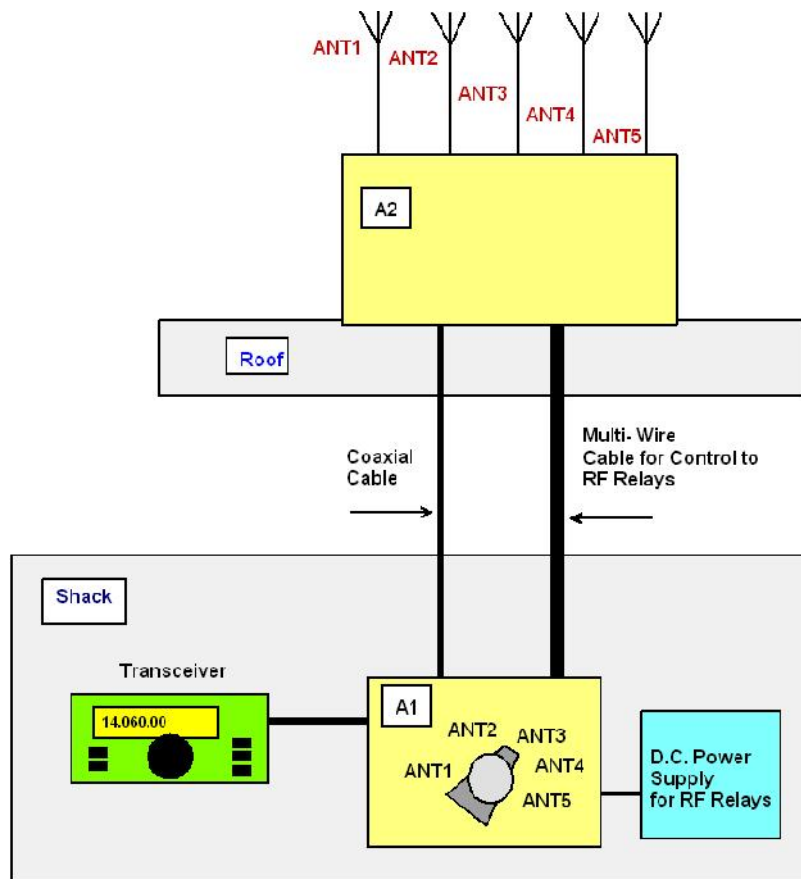 ANT1
ANT2
ANT3
ANT4
ANT5
A2
Roof
Coaxial
Cable
Multi- Wire
Cable for Control to
RF Relays
Shack
Transceiver
14.060.00
A1
ANT2
ANT3
ANT1
ANT4
ANT5
D.C. Power
Supply
for RF Relays